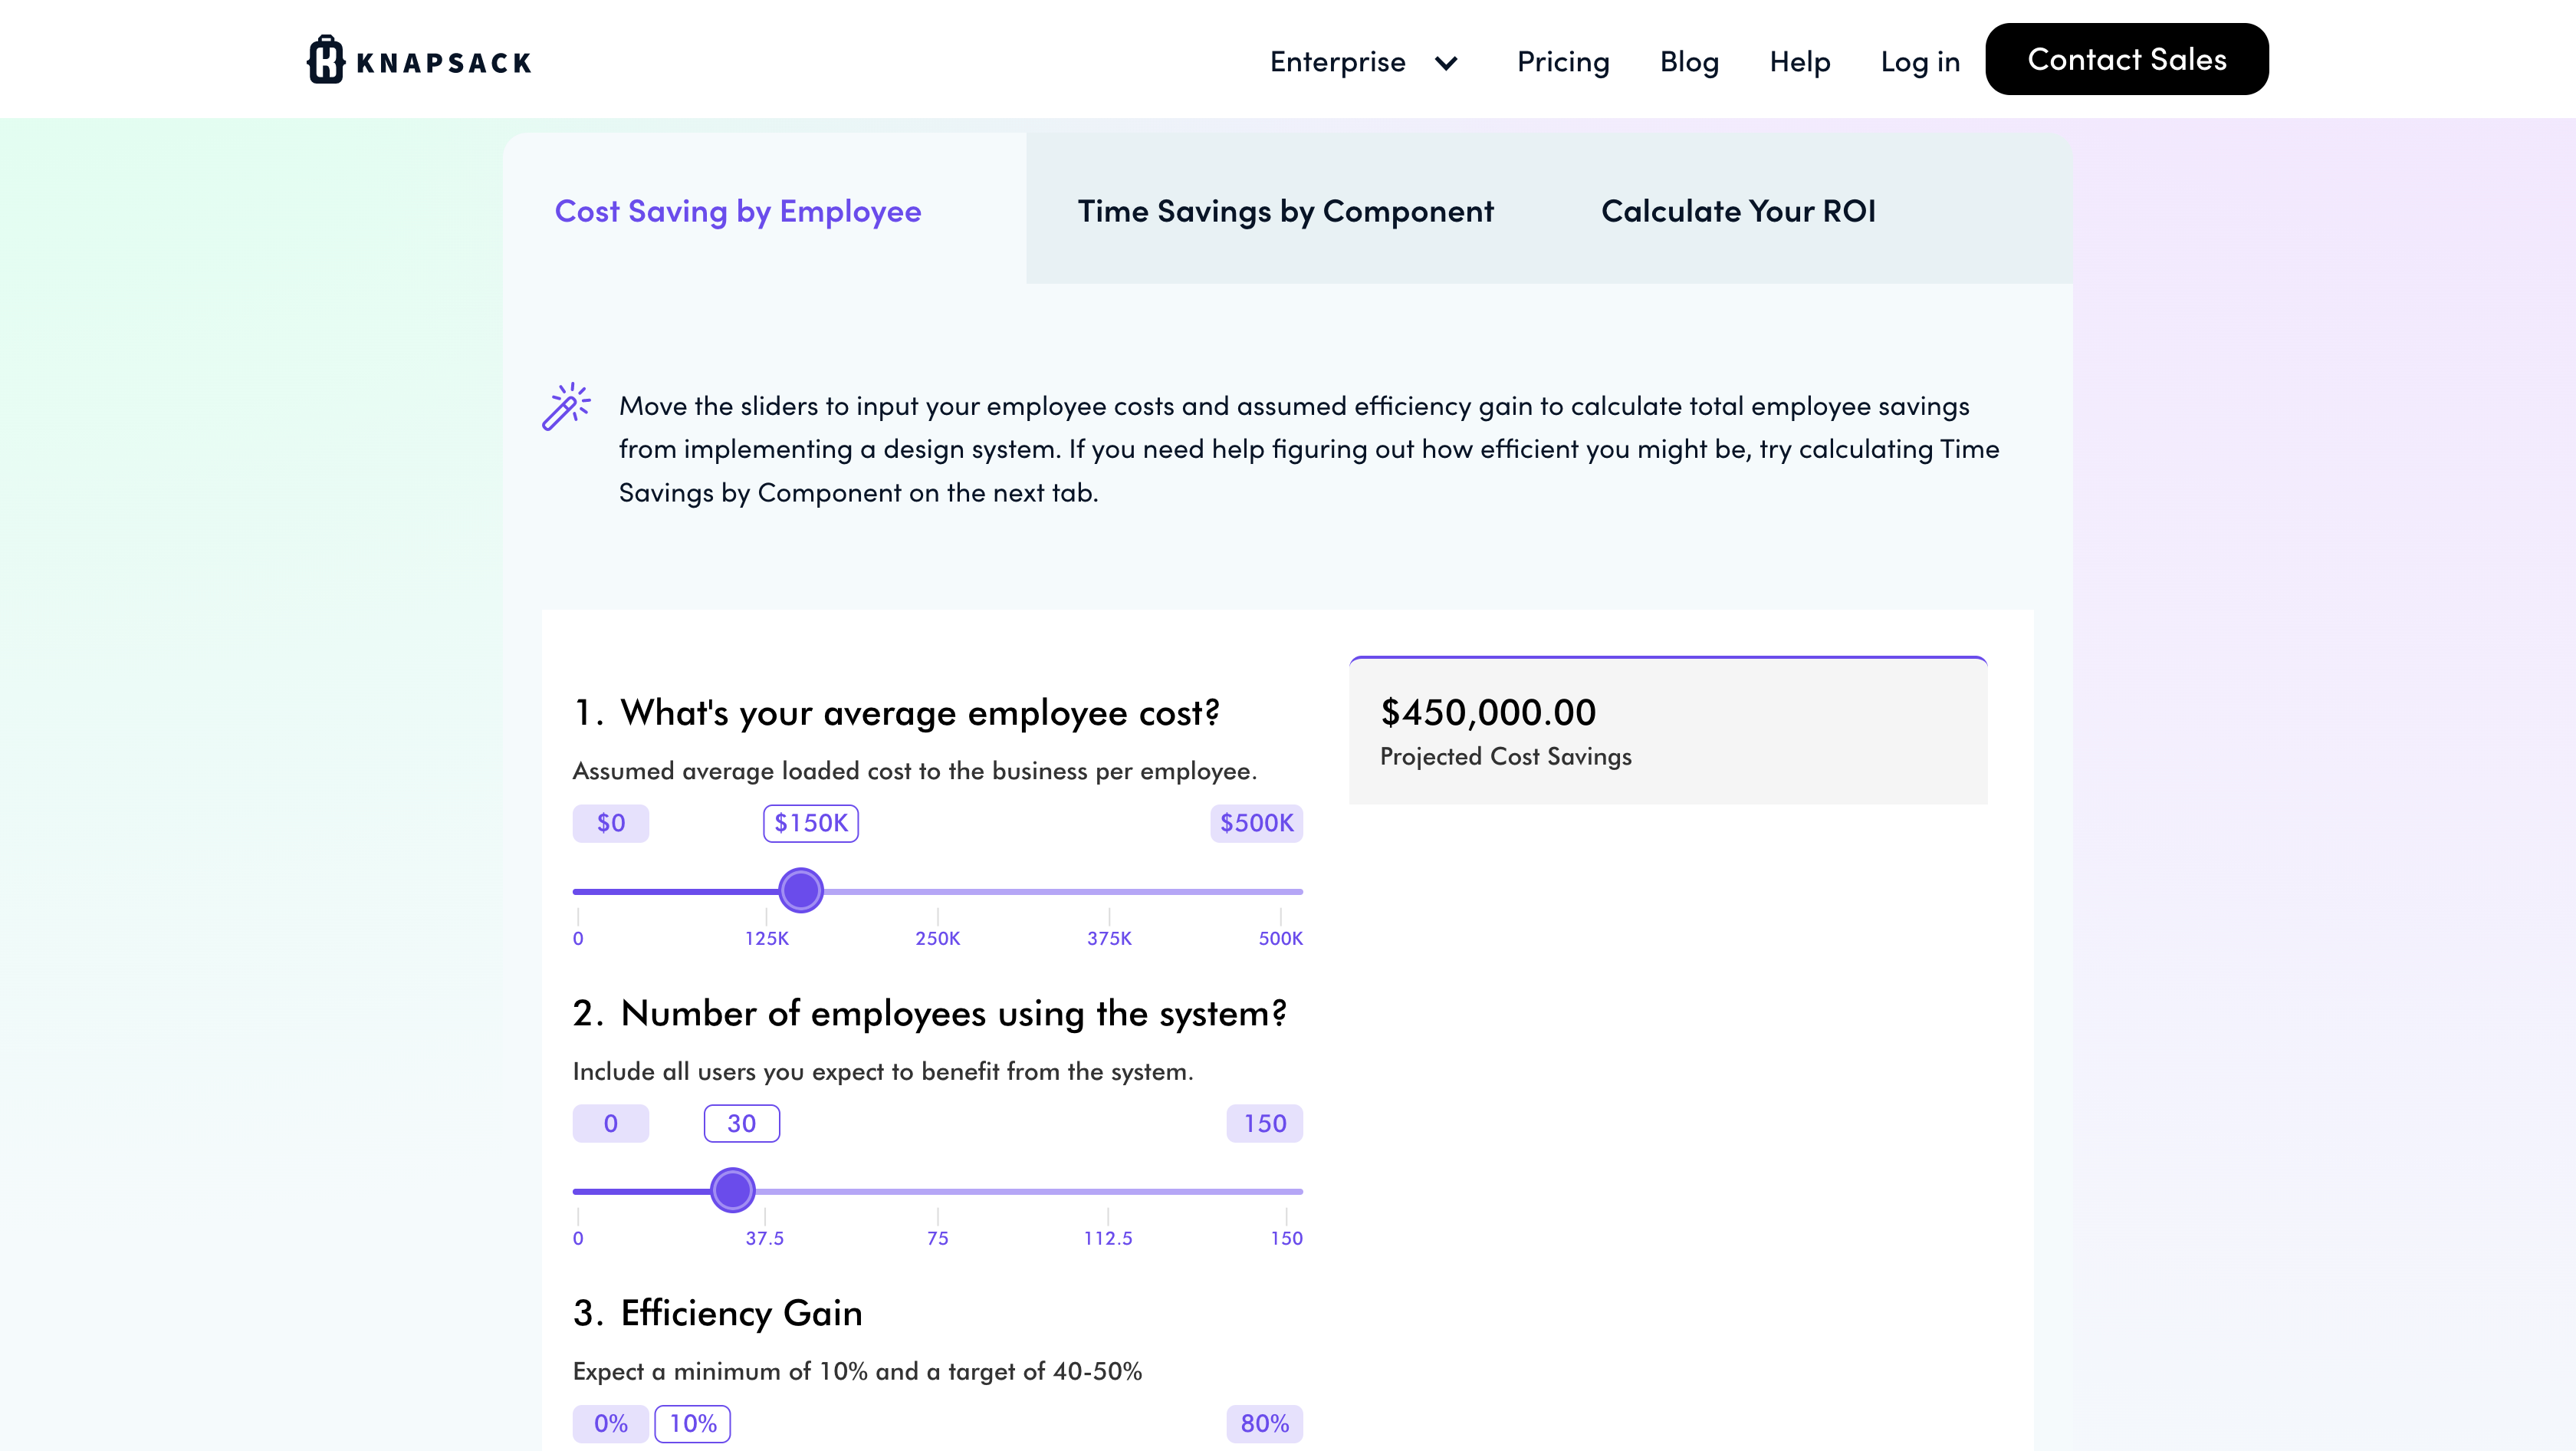 KNAPSACK
Enterprise Pricing Blog Help Log in Contact Sales
Cost Saving by Employee Time Savings by Component Calculate Your ROI
Move the sliders to input your employee costs and assumed efficiency gain to calculate total employee savings
from implementing a design system. If you need help figuring out how efficient you might be, try calculating Time
Savings by Component on the next tab.
1. What's your average employee cost?
Assumed average loaded cost to the business per employee.
$0 $150K $500K
0 125K 250K 375K 500K
$450,000.00
Projected Cost Savings
2. Number of employees using the system?
Include all users you expect to benefit from the system.
0 30 150
0 37.5 75 112.5 150
3. Efficiency Gain
Expect a minimum of 10% and a target of 40-50%
0% 10% 80%